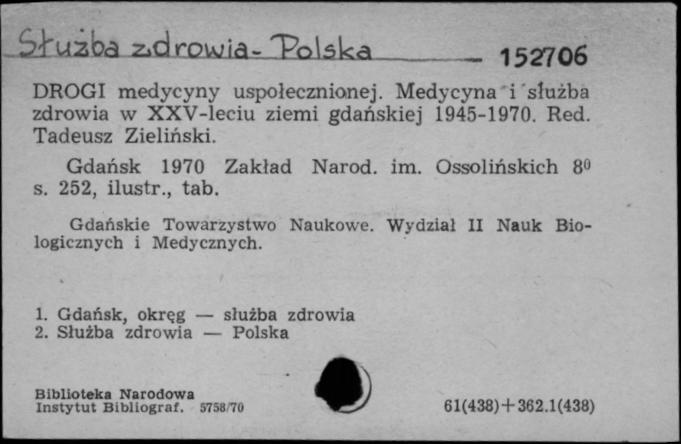 Służba zdrowia - Polska
152706
DROGI medycyny uspołecznionej. Medycyna i służba
zdrowia w XXV-leciu ziemi gdańskiej 1945-1970. Red.
Tadeusz Zieliński.
Gdańsk 1970 Zakład Narod. im. Ossolińskich 8⁰
s. 252, ilustr., tab.
Gdańskie Towarzystwo Naukowe. Wydział II Nauk Bio-
logicznych i Medycznych.
1. Gdańsk, okręg — służba zdrowia
2. Służba zdrowia — Polska
Biblioteka Narodowa
Instytut Bibliograf. 5758/70
61(438)+362.1(438)